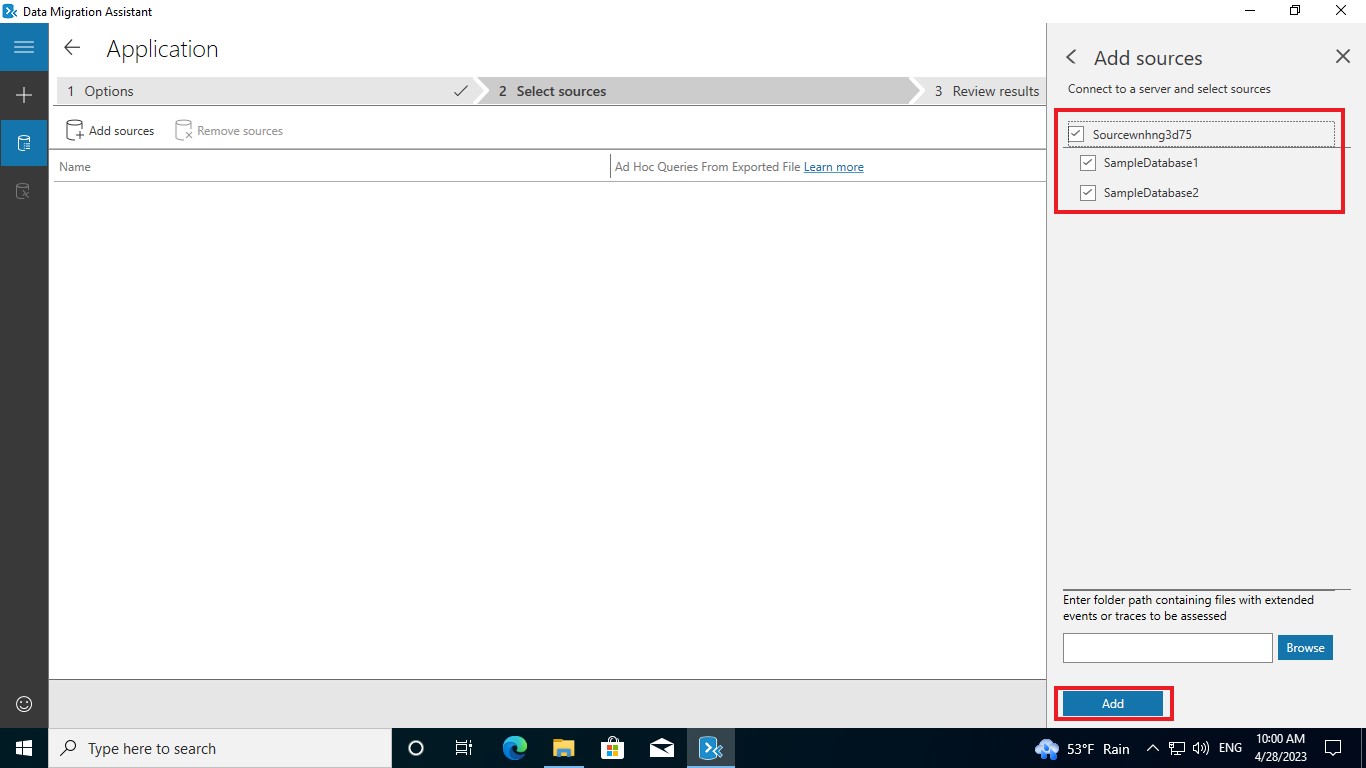 Data Migration Assistant
Application
1 Options
2 Select sources
3 Review results
Add sources
Remove sources
Name
Ad Hoc Queries From Exported File Learn more
Add sources
Connect to a server and select sources
Sourcewnhng3d75
SampleDatabase1
SampleDatabase2
Enter folder path containing files with extended
events or traces to be assessed
Browse
Add
Type here to search
53°F Rain
ENG
10:00 AM
4/28/2023